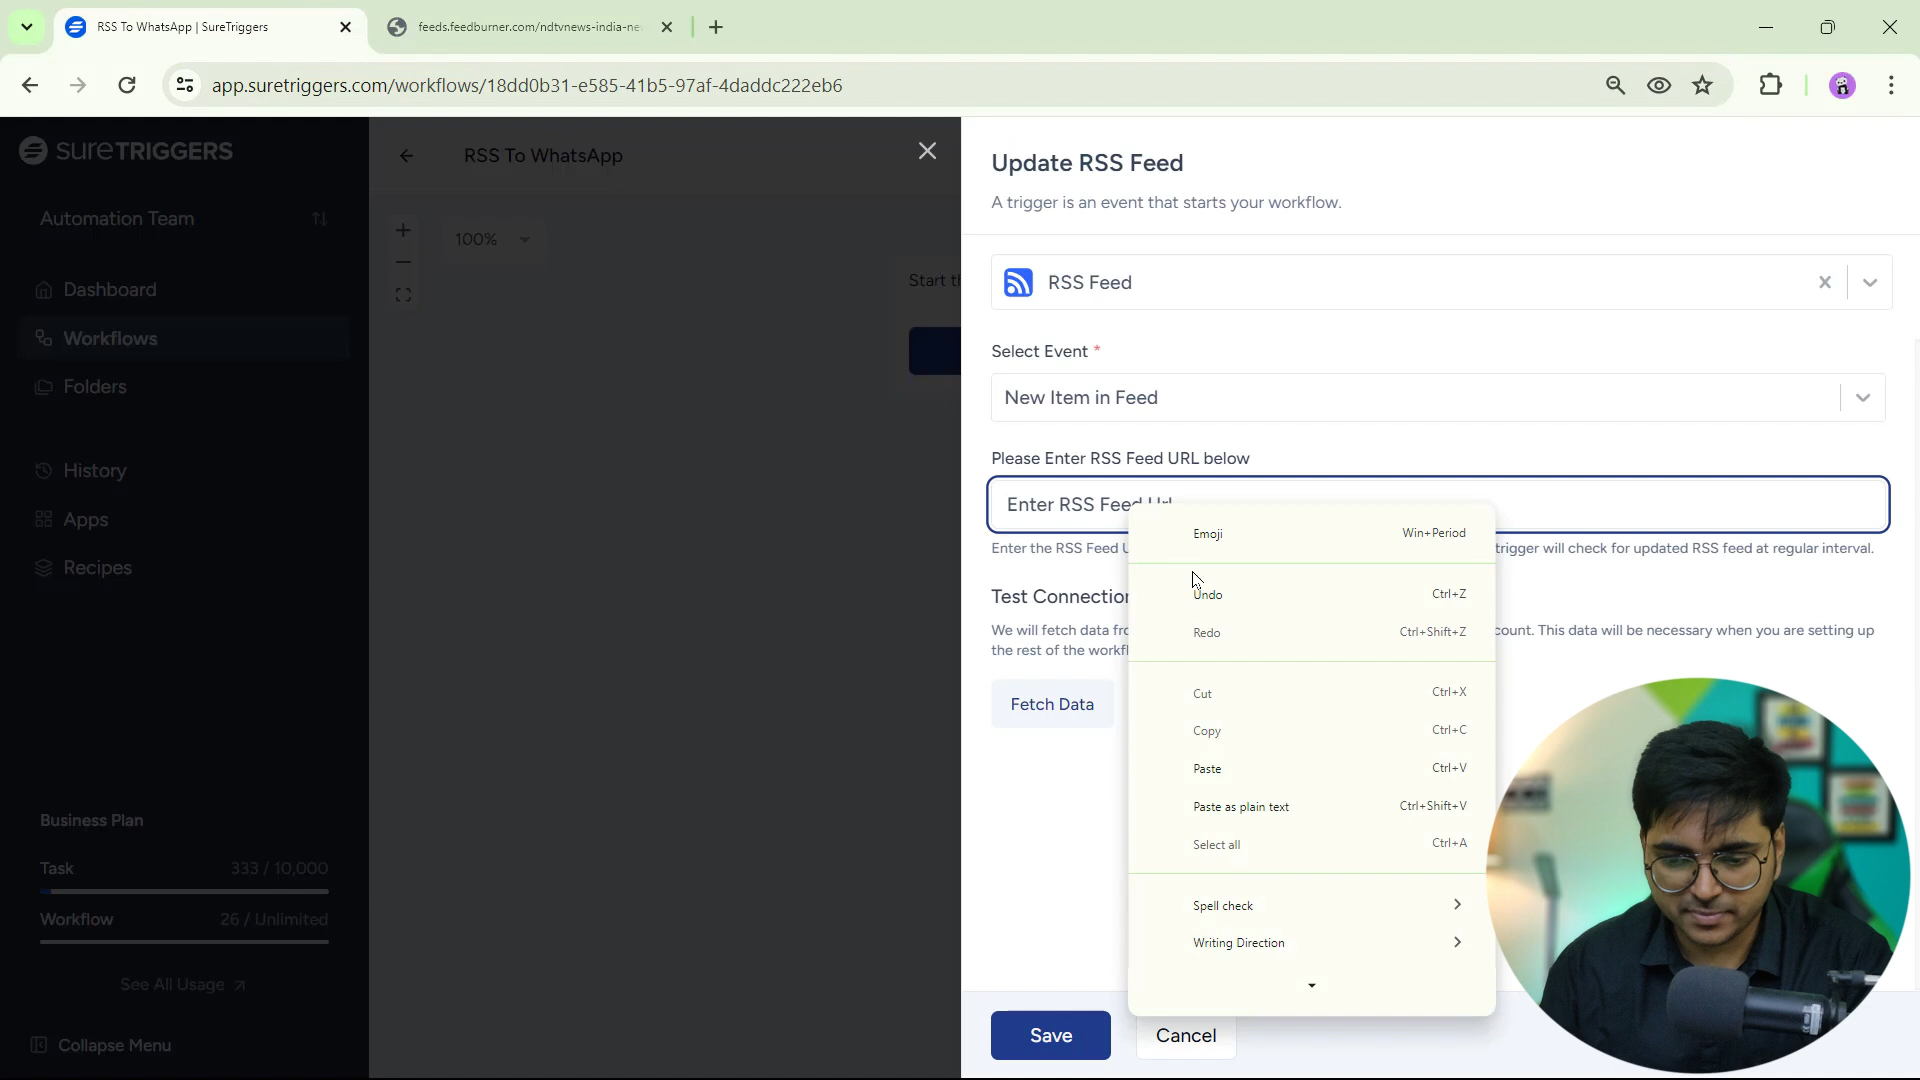 RSS To WhatsApp | SureTriggers
feeds.feedburner.com/ndtvnews-india-ne
app.suretriggers.com/workflows/18dd0b31-e585-41b5-97af-4daddc222eb6
SURETRIGGERS
Automation Team
Dashboard
Workflows
Folders
History
Apps
Recipes
Business Plan
Task 333 / 10,000
Workflow 26 / Unlimited
See All Usage
Collapse Menu
RSS To WhatsApp
100%
Start th
Update RSS Feed
A trigger is an event that starts your workflow.
RSS Feed
Select Event *
New Item in Feed
Please Enter RSS Feed URL below
Enter RSS Feed Url
Enter the RSS Feed U trigger will check for updated RSS feed at regular interval.
Test Connection
We will fetch data fro count. This data will be necessary when you are setting up
the rest of the workfl
Fetch Data
Emoji Win+Period
Undo Ctrl+Z
Redo Ctrl+Shift+Z
Cut Ctrl+X
Copy Ctrl+C
Paste Ctrl+V
Paste as plain text Ctrl+Shift+V
Select all Ctrl+A
Spell check
Writing Direction
Save
Cancel